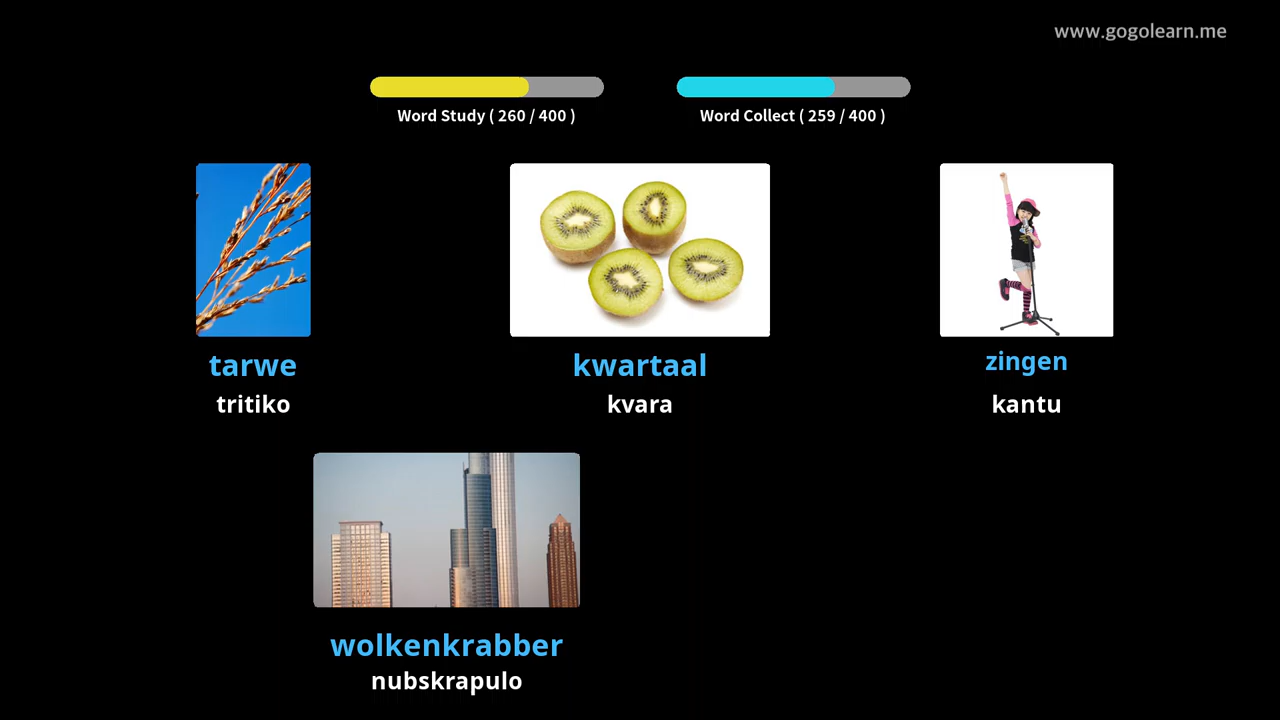 www.gogolearn.me
Word Study ( 260 / 400 )
Word Collect ( 259 / 400 )
tarwe
tritiko
kwartaal
kvara
zingen
kantu
wolkenkrabber
nubskrapulo